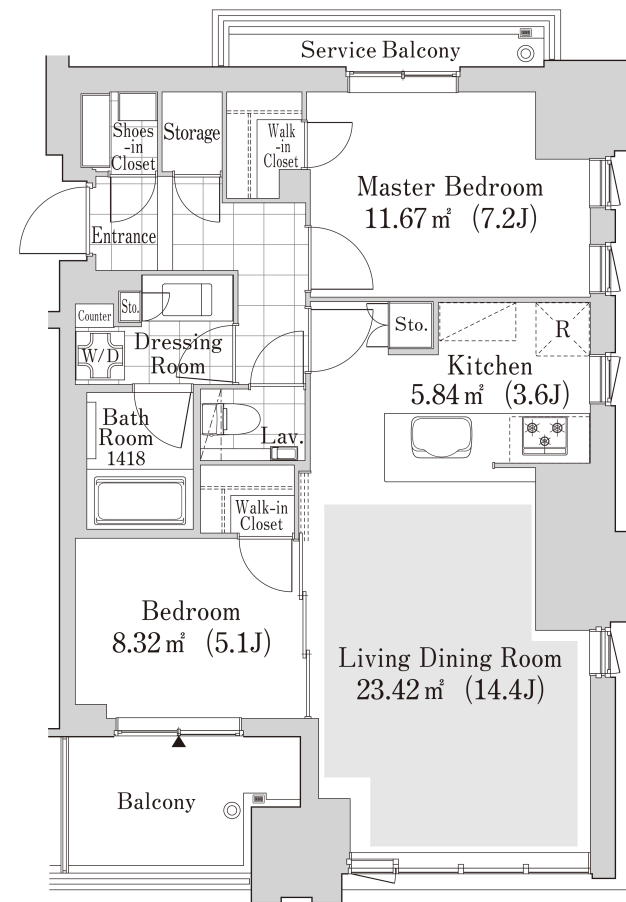 Service Balcony
Shoes
-in
Closet
Storage
Walk
-in
Closet
Master Bedroom
11.67㎡ (7.2J)
Entrance
Counter
Sto.
W/D
Dressing
Room
Sto.
R
Kitchen
5.84㎡ (3.6J)
Bath
Room
1418
Lav.
Walk-in
Closet
Bedroom
8.32㎡ (5.1J)
Living Dining Room
23.42㎡ (14.4J)
Balcony